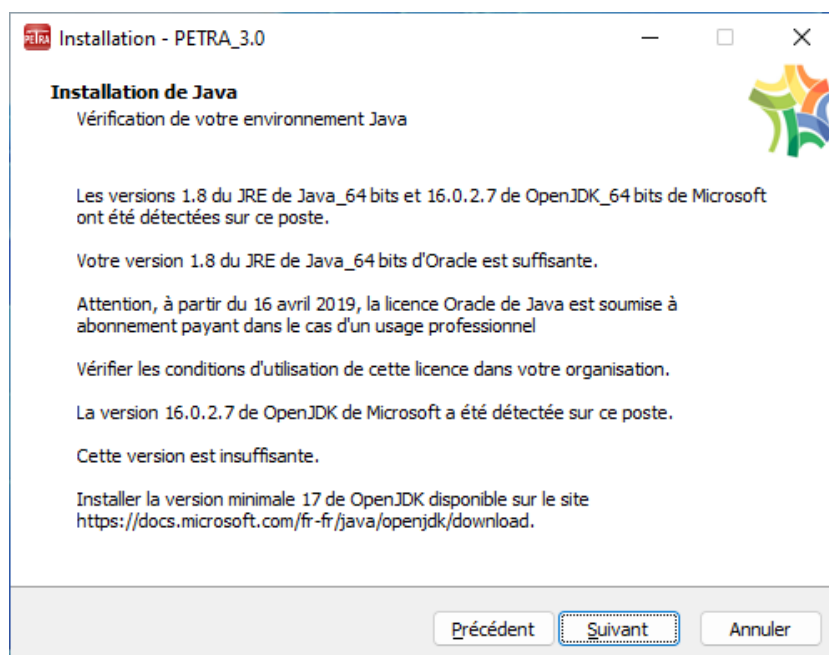 PETRA Installation - PETRA_3.0
Installation de Java
Vérification de votre environnement Java
Les versions 1.8 du JRE de Java_64 bits et 16.0.2.7 de OpenJDK_64 bits de Microsoft
ont été détectées sur ce poste.
Votre version 1.8 du JRE de Java_64 bits d'Oracle est suffisante.
Attention, à partir du 16 avril 2019, la licence Oracle de Java est soumise à
abonnement payant dans le cas d'un usage professionnel
Vérifier les conditions d'utilisation de cette licence dans votre organisation.
La version 16.0.2.7 de OpenJDK de Microsoft a été détectée sur ce poste.
Cette version est insuffisante.
Installer la version minimale 17 de OpenJDK disponible sur le site
https://docs.microsoft.com/fr-fr/java/openjdk/download.
Précédent Suivant Annuler